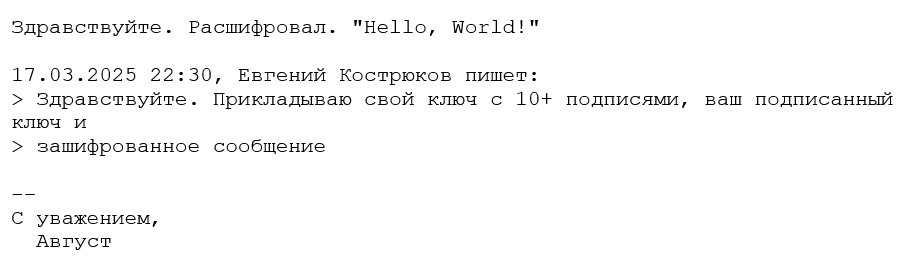 Здравствуйте. Расшифровал. "Hello, World!"
17.03.2025 22:30, Евгений Кострюков пишет:
> Здравствуйте. Прикладываю свой ключ с 10+ подписями, ваш подписанный
ключ и
> зашифрованное сообщение
--
С уважением,
Август